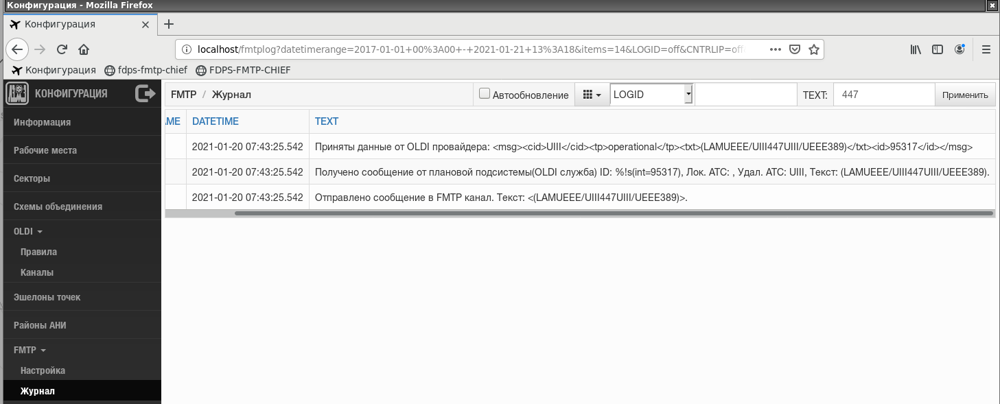 Конфигурация - Mozilla Firefox
Конфигурация
localhost/fmtplog?datetimerange=2017-01-01+00%3A00+-+2021-01-21+13%3A18&items=14&LOGID=off&CNTRLIP=off
Конфигурация fdps-fmtp-chief FDPS-FMTP-CHIEF
КОНФИГУРАЦИЯ
FMTP / Журнал Автообновление LOGID TEXT: 447 Применить
Информация
Рабочие места
Секторы
Схемы объединения
OLDI
Правила
Каналы
Эшелоны точек
Районы АНИ
FMTP
Настройка
Журнал
AME DATETIME TEXT
2021-01-20 07:43:25.542 Приняты данные от OLDI провайдера: <msg><cid>UIII</cid><tp>operational</tp><txt>(LAMUEEE/UIII447UIII/UEEE389)</txt><id>95317</id></msg>
2021-01-20 07:43:25.542 Получено сообщение от плановой подсистемы(OLDI служба) ID: %!s(int=95317), Лок. АТС: , Удал. АТС: UIII, Текст: (LAMUEEE/UIII447UIII/UEEE389).
2021-01-20 07:43:25.542 Отправлено сообщение в FMTP канал. Текст: <(LAMUEEE/UIII447UIII/UEEE389)>.